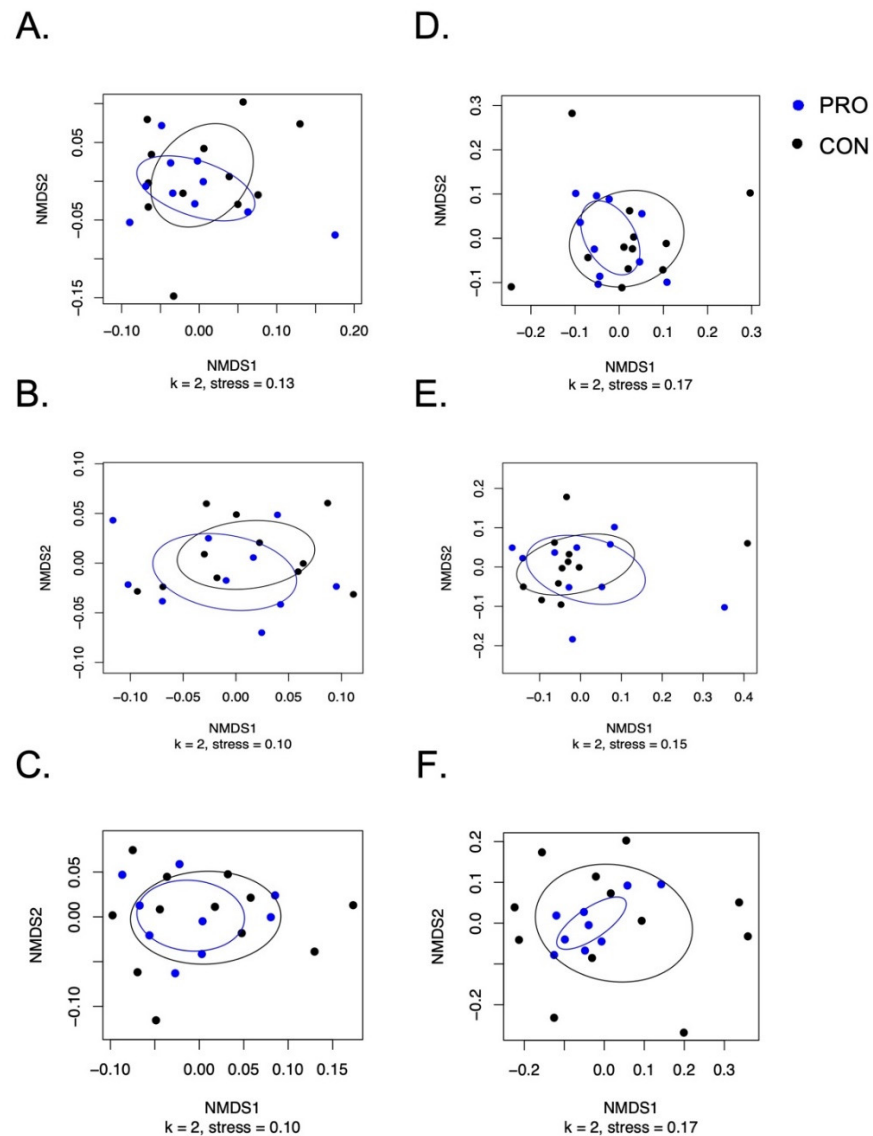 A.
NMDS2
0.05
−0.05
−0.15
−0.10 0.00 0.10 0.20
NMDS1
k = 2, stress = 0.13
D.
NMDS2
0.3
0.2
0.1
0.0
−0.1
−0.2 −0.1 0.0 0.1 0.2 0.3
NMDS1
k = 2, stress = 0.17
PRO
CON
B.
NMDS2
0.10
0.05
0.00
−0.05
−0.10
−0.10 −0.05 0.00 0.05 0.10
NMDS1
k = 2, stress = 0.10
E.
NMDS2
0.2
0.1
0.0
−0.1
−0.2
−0.1 0.0 0.1 0.2 0.3 0.4
NMDS1
k = 2, stress = 0.15
C.
NMDS2
0.05
0.00
−0.10
−0.10 0.00 0.05 0.10 0.15
NMDS1
k = 2, stress = 0.10
F.
NMDS2
0.2
0.1
0.0
−0.2
−0.2 0.0 0.1 0.2 0.3
NMDS1
k = 2, stress = 0.17